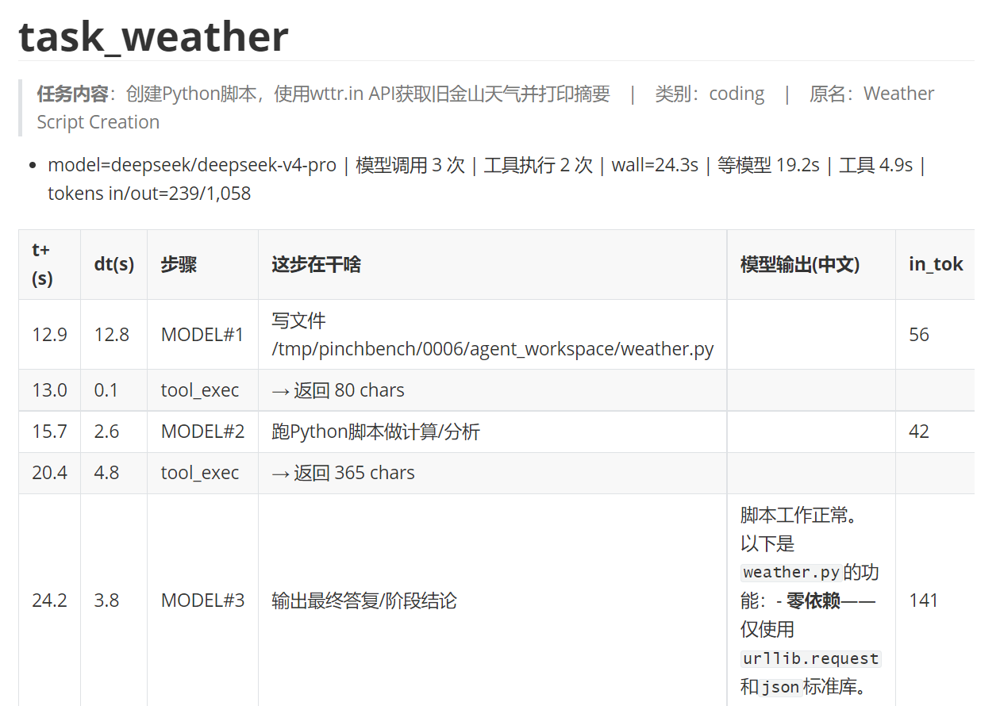 task_weather
任务内容：创建Python脚本，使用wttr.in API获取旧金山天气并打印摘要 | 类别：coding | 原名：Weather
Script Creation
• model=deepseek/deepseek-v4-pro | 模型调用 3 次 | 工具执行 2 次 | wall=24.3s | 等模型 19.2s | 工具 4.9s |
tokens in/out=239/1,058
t+
(s) dt(s) 步骤 这步在干啥 模型输出(中文) in_tok
12.9 12.8 MODEL#1 写文件
/tmp/pinchbench/0006/agent_workspace/weather.py 56
13.0 0.1 tool_exec → 返回 80 chars
15.7 2.6 MODEL#2 跑Python脚本做计算/分析 42
20.4 4.8 tool_exec → 返回 365 chars
24.2 3.8 MODEL#3 输出最终答复/阶段结论 脚本工作正常。
以下是
weather.py的功
能：- 零依赖——
仅使用
urllib.request
和json标准库。
141